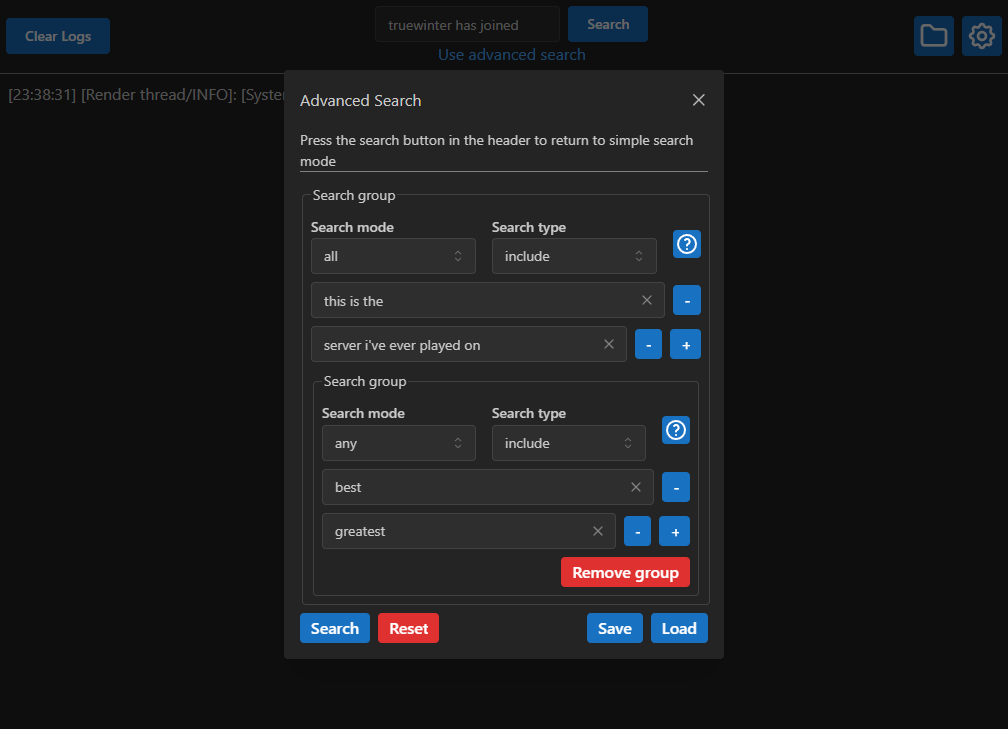 Clear Logs
truewinter has joined
Search
Use advanced search
[23:38:31] [Render thread/INFO]: [Syste
Advanced Search
Press the search button in the header to return to simple search
mode
Search group
Search mode
Search type
all
include
this is the
-
server i've ever played on
-
+
Search group
Search mode
Search type
any
include
best
-
greatest
-
+
Remove group
Search
Reset
Save
Load